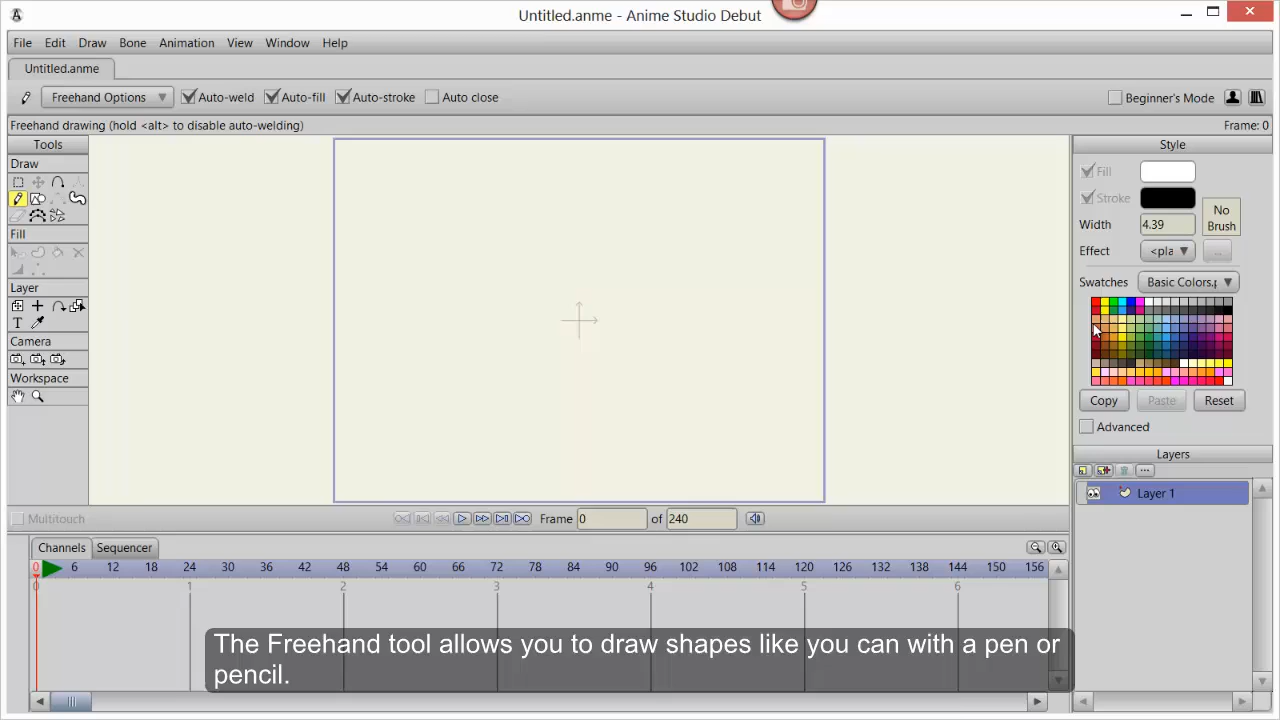 Untitled.anme - Anime Studio Debut
File Edit Draw Bone Animation View Window Help
Untitled.anme
Freehand Options Auto-weld Auto-fill Auto-stroke Auto close Beginner's Mode
Freehand drawing (hold <alt> to disable auto-welding) Frame: 0
Tools
Draw
Fill
Layer
T
Camera
Workspace
Style
Fill
Stroke
Width 4.39 No Brush
Effect <pla ...
Swatches Basic Colors.p
Copy Paste Reset
Advanced
Layers
...
Layer 1
Multitouch Frame 0 of 240
Channels Sequencer
0 6 12 18 24 30 36 42 48 54 60 66 72 78 84 90 96 102 108 114 120 126 132 138 144 150 156
0 1 2 3 4 5 6
The Freehand tool allows you to draw shapes like you can with a pen or
pencil.